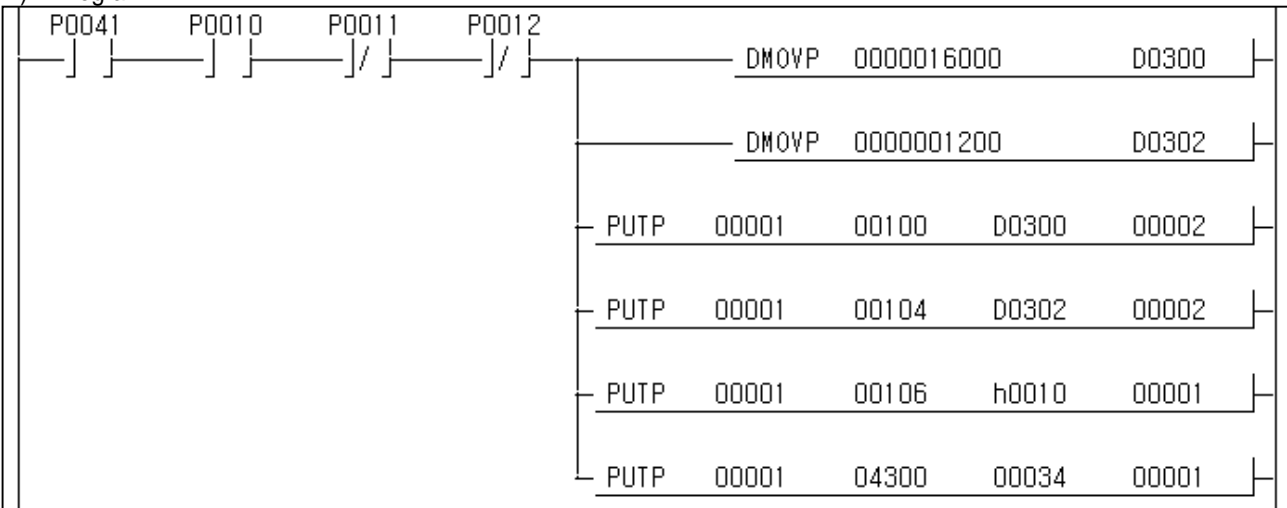 P0041 P0010 P0011 P0012
DMOVP 0000016000 D0300
DMOVP 0000001200 D0302
PUTP 00001 00100 D0300 00002
PUTP 00001 00104 D0302 00002
PUTP 00001 00106 h0010 00001
PUTP 00001 04300 00034 00001